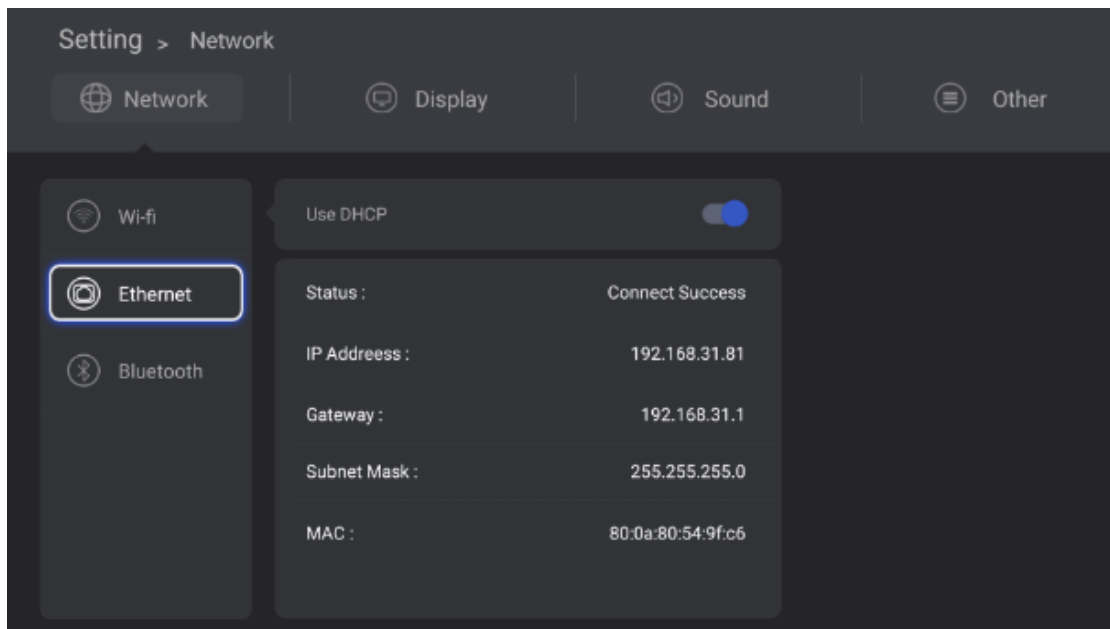 Setting > Network
Network
Display
Sound
Other
Wi-fi
Ethernet
Bluetooth
Use DHCP
Status : Connect Success
IP Addreess : 192.168.31.81
Gateway : 192.168.31.1
Subnet Mask : 255.255.255.0
MAC : 80:0a:80:54:9f:c6